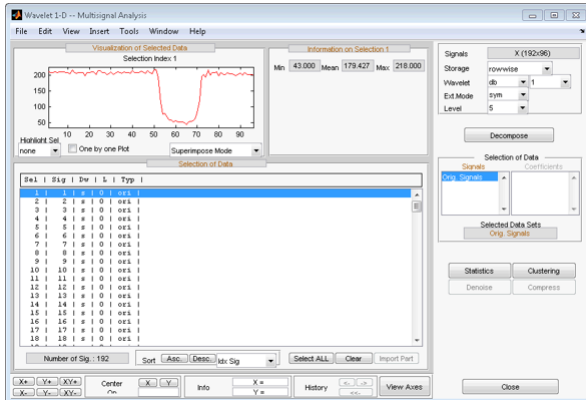 Wavelet 1-D -- Multisignal Analysis
File Edit View Insert Tools Window Help
Visualization of Selected Data
Selection Index 1
200
150
100
50
10 20 30 40 50 60 70 80 90
Highlight Sel
none
One by one Plot
Superimpose Mode
Information on Selection 1
Min 43.000 Mean 179.427 Max 218.000
Selection of Data
Sel | Sig | Dw | L | Typ |
1 | 1 | s | 0 | ori |
2 | 2 | s | 0 | ori |
3 | 3 | s | 0 | ori |
4 | 4 | s | 0 | ori |
5 | 5 | s | 0 | ori |
6 | 6 | s | 0 | ori |
7 | 7 | s | 0 | ori |
8 | 8 | s | 0 | ori |
9 | 9 | s | 0 | ori |
10 | 10 | s | 0 | ori |
11 | 11 | s | 0 | ori |
12 | 12 | s | 0 | ori |
13 | 13 | s | 0 | ori |
14 | 14 | s | 0 | ori |
15 | 15 | s | 0 | ori |
16 | 16 | s | 0 | ori |
17 | 17 | s | 0 | ori |
18 | 18 | s | 0 | ori |
Number of Sig. : 192
Sort Asc. Desc. Idx Sig
Select ALL Clear Import Part
X+ Y+ XY+
X- Y- XY-
Center
On
X Y
Info
X =
Y =
History
<- ->
<<-
View Axes
Signals X (192x96)
Storage rowwise
Wavelet db 1
Ext.Mode sym
Level 5
Decompose
Selection of Data
Signals Coefficients
Orig. Signals
Selected Data Sets
Orig. Signals
Statistics Clustering
Denoise Compress
Close